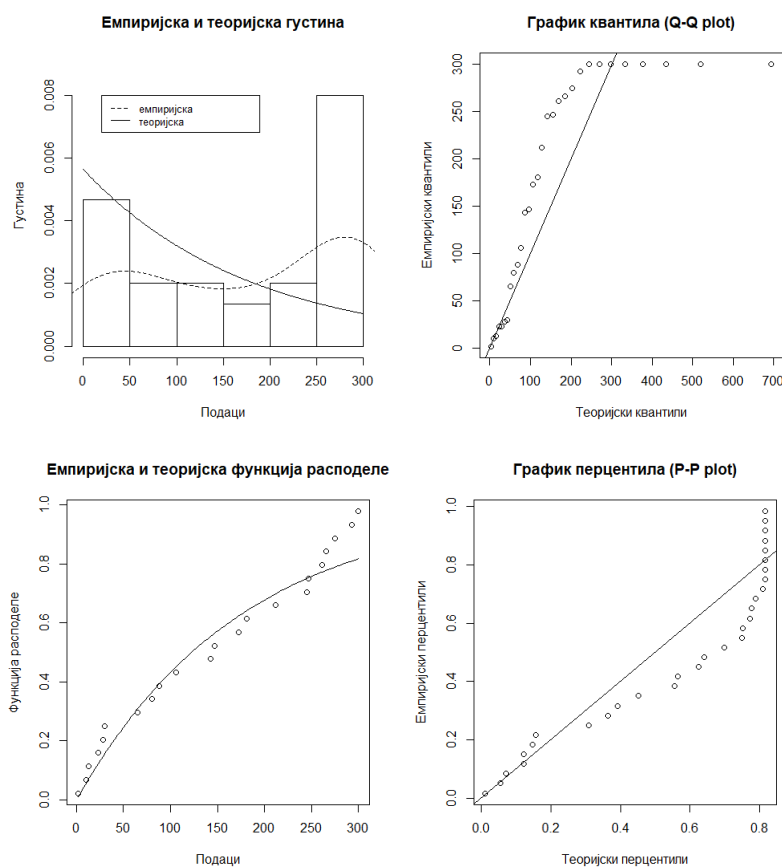 Емпиријска и теоријска густина
Густина
0.000 0.002 0.004 0.006 0.008
емпиријска
теоријска
0 50 100 150 200 250 300
Подаци
График квантила (Q-Q plot)
Емпиријски квантили
0 50 100 150 200 250 300
0 100 200 300 400 500 600 700
Теоријски квантили
Емпиријска и теоријска функција расподеле
Функција расподеле
0.0 0.2 0.4 0.6 0.8 1.0
0 50 100 150 200 250 300
Подаци
График перцентила (P-P plot)
Емпиријски перцентили
0.0 0.2 0.4 0.6 0.8 1.0
0.0 0.2 0.4 0.6 0.8
Теоријски перцентили